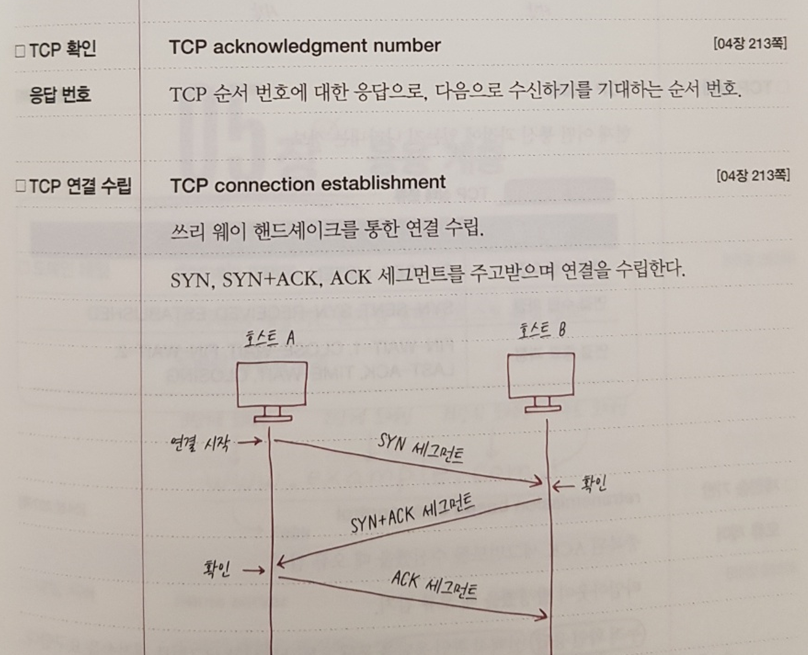 □ TCP 확인 TCP acknowledgment number [04장 213쪽]
응답 번호 TCP 순서 번호에 대한 응답으로, 다음으로 수신하기를 기대하는 순서 번호.
□ TCP 연결 수립 TCP connection establishment [04장 213쪽]
쓰리 웨이 핸드셰이크를 통한 연결 수립.
SYN, SYN+ACK, ACK 세그먼트를 주고받으며 연결을 수립한다.
호스트 A 호스트 B
연결 시작 → SYN 세그먼트
← 확인
SYN+ACK 세그먼트
확인 →
ACK 세그먼트